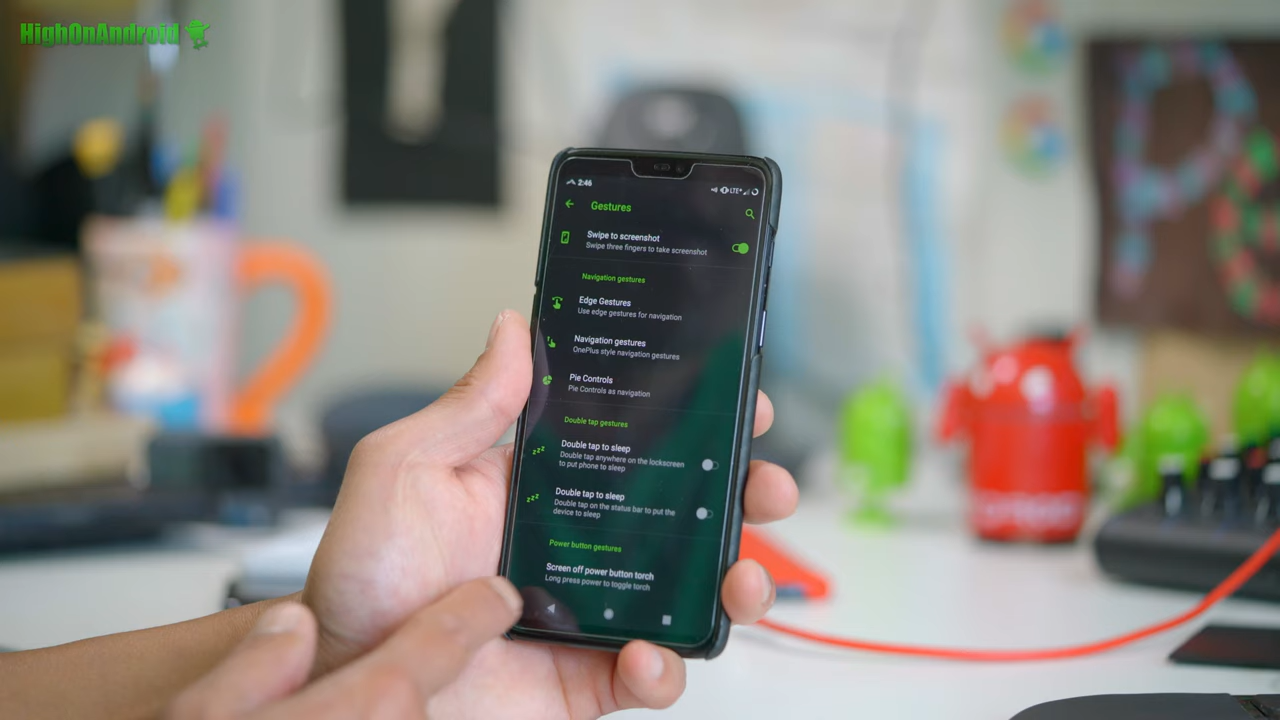 HighOnAndroid
2:46
LTE+
Gestures
Swipe to screenshot
Swipe three fingers to take screenshot
Navigation gestures
Edge Gestures
Use edge gestures for navigation
Navigation gestures
OnePlus style navigation gestures
Pie Controls
Pie Controls as navigation
Double tap gestures
Double tap to sleep
Double tap anywhere on the lockscreen
to put phone to sleep
Double tap to sleep
Double tap on the status bar to put the
device to sleep
Power button gestures
Screen off power button torch
Long press power to toggle torch